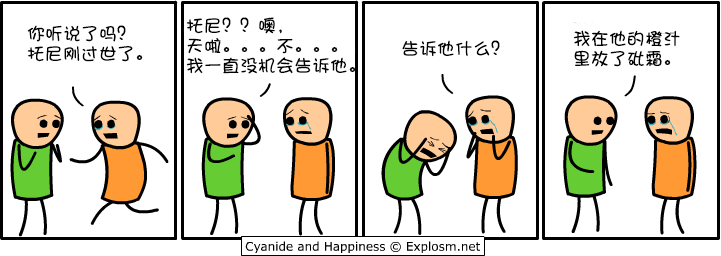 你听说了吗?
托尼刚过世了。
托尼？？噢，
天啦。。。不。。。
我一直没机会告诉他。
告诉他什么?
我在他的橙汁
里放了砒霜。
Cyanide and Happiness © Explosm.net